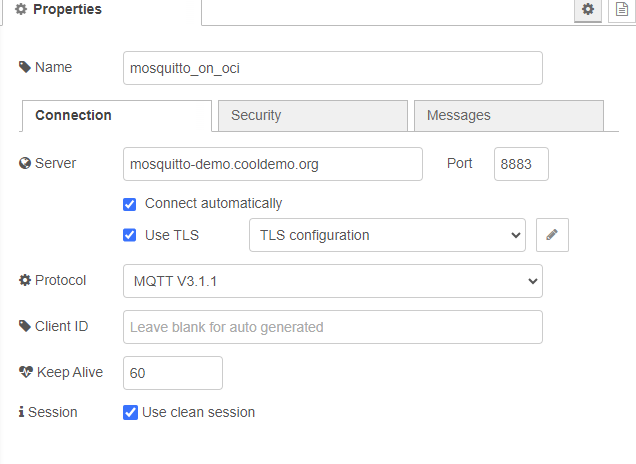 Properties
Name mosquitto_on_oci
Connection Security Messages
Server mosquitto-demo.cooldemo.org Port 8883
Connect automatically
Use TLS TLS configuration
Protocol MQTT V3.1.1
Client ID Leave blank for auto generated
Keep Alive 60
Session Use clean session